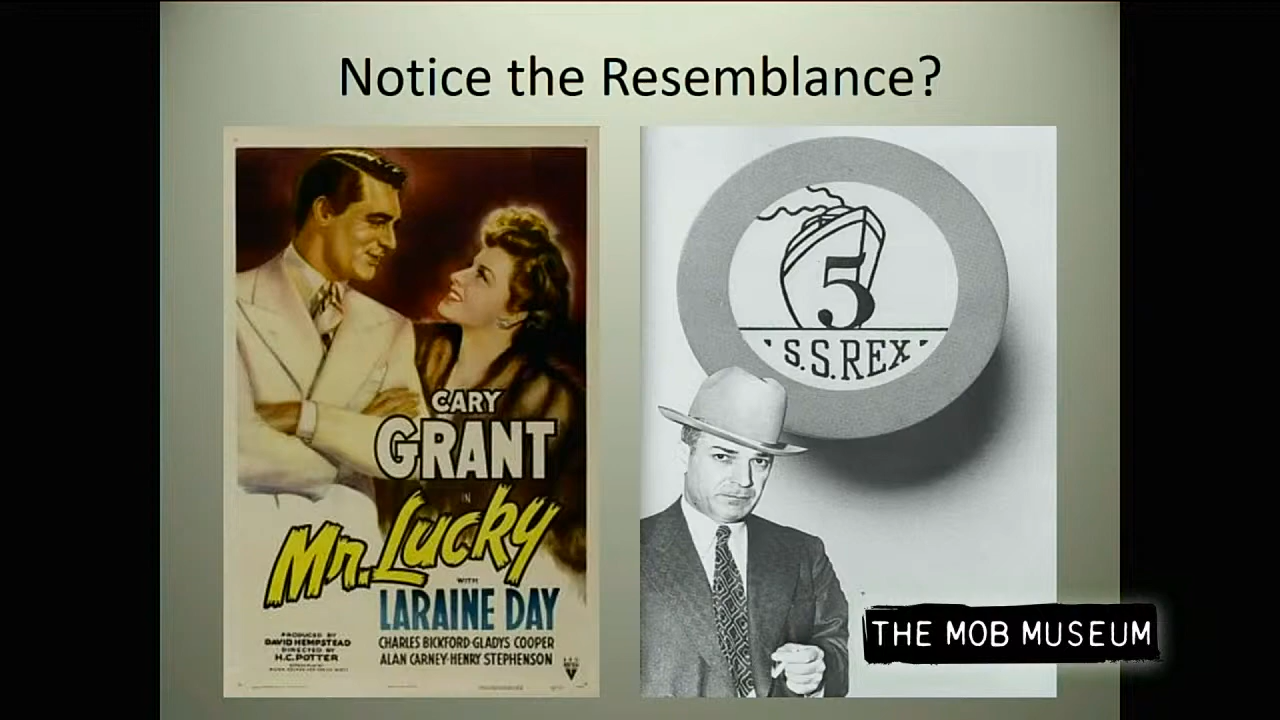 Notice the Resemblance?
CARY
GRANT
IN
Mr. Lucky
WITH
LARAINE DAY
PRODUCED BY
DAVID HEMPSTEAD
DIRECTED BY
H.C. POTTER
CHARLES BICKFORD · GLADYS COOPER
ALAN CARNEY · HENRY STEPHENSON
5
S.S. REX
THE MOB MUSEUM